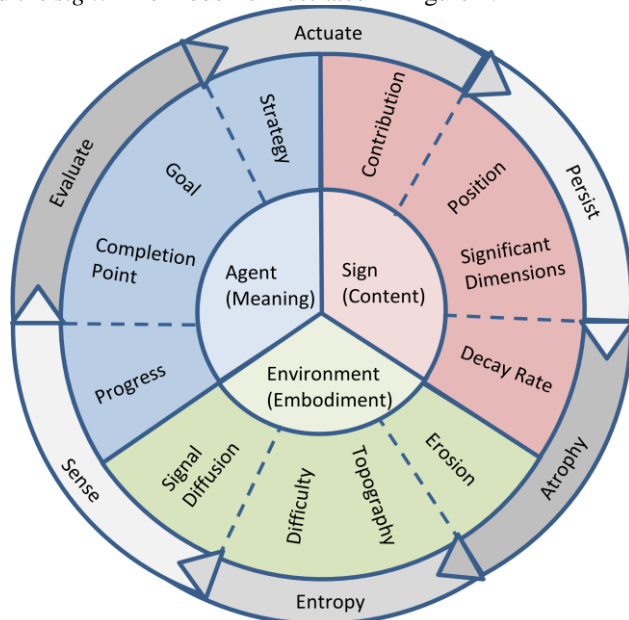 Actuate
Persist
Atrophy
Entropy
Sense
Evaluate
Strategy
Contribution
Position
Significant
Dimensions
Decay Rate
Erosion
Topography
Difficulty
Signal
Diffusion
Progress
Completion
Point
Goal
Agent
(Meaning)
Sign
(Content)
Environment
(Embodiment)